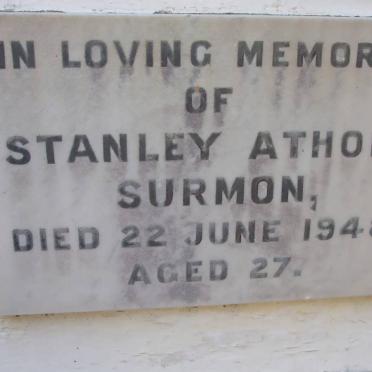 IN LOVING MEMOR
OF
STANLEY ATHO
SURMON,
DIED 22 JUNE 194
AGED 27.